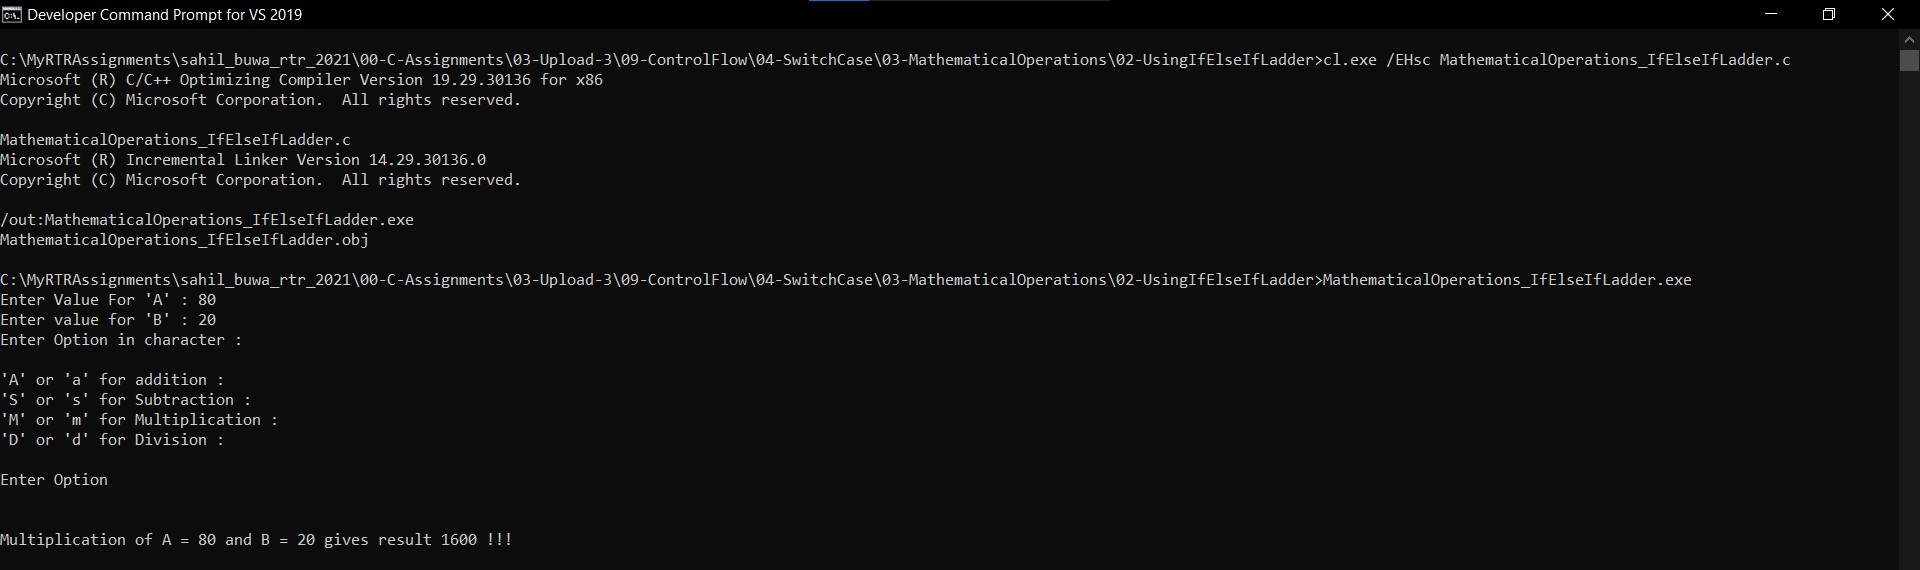 Developer Command Prompt for VS 2019
C:\MyRTRAssignments\sahil_buwa_rtr_2021\00-C-Assignments\03-Upload-3\09-ControlFlow\04-SwitchCase\03-MathematicalOperations\02-UsingIfElseIfLadder>cl.exe /EHsc MathematicalOperations_IfElseIfLadder.c
Microsoft (R) C/C++ Optimizing Compiler Version 19.29.30136 for x86
Copyright (C) Microsoft Corporation.  All rights reserved.
MathematicalOperations_IfElseIfLadder.c
Microsoft (R) Incremental Linker Version 14.29.30136.0
Copyright (C) Microsoft Corporation.  All rights reserved.
/out:MathematicalOperations_IfElseIfLadder.exe
MathematicalOperations_IfElseIfLadder.obj
C:\MyRTRAssignments\sahil_buwa_rtr_2021\00-C-Assignments\03-Upload-3\09-ControlFlow\04-SwitchCase\03-MathematicalOperations\02-UsingIfElseIfLadder>MathematicalOperations_IfElseIfLadder.exe
Enter Value For 'A' : 80
Enter value for 'B' : 20
Enter Option in character :
'A' or 'a' for addition :
'S' or 's' for Subtraction :
'M' or 'm' for Multiplication :
'D' or 'd' for Division :
Enter Option
Multiplication of A = 80 and B = 20 gives result 1600 !!!